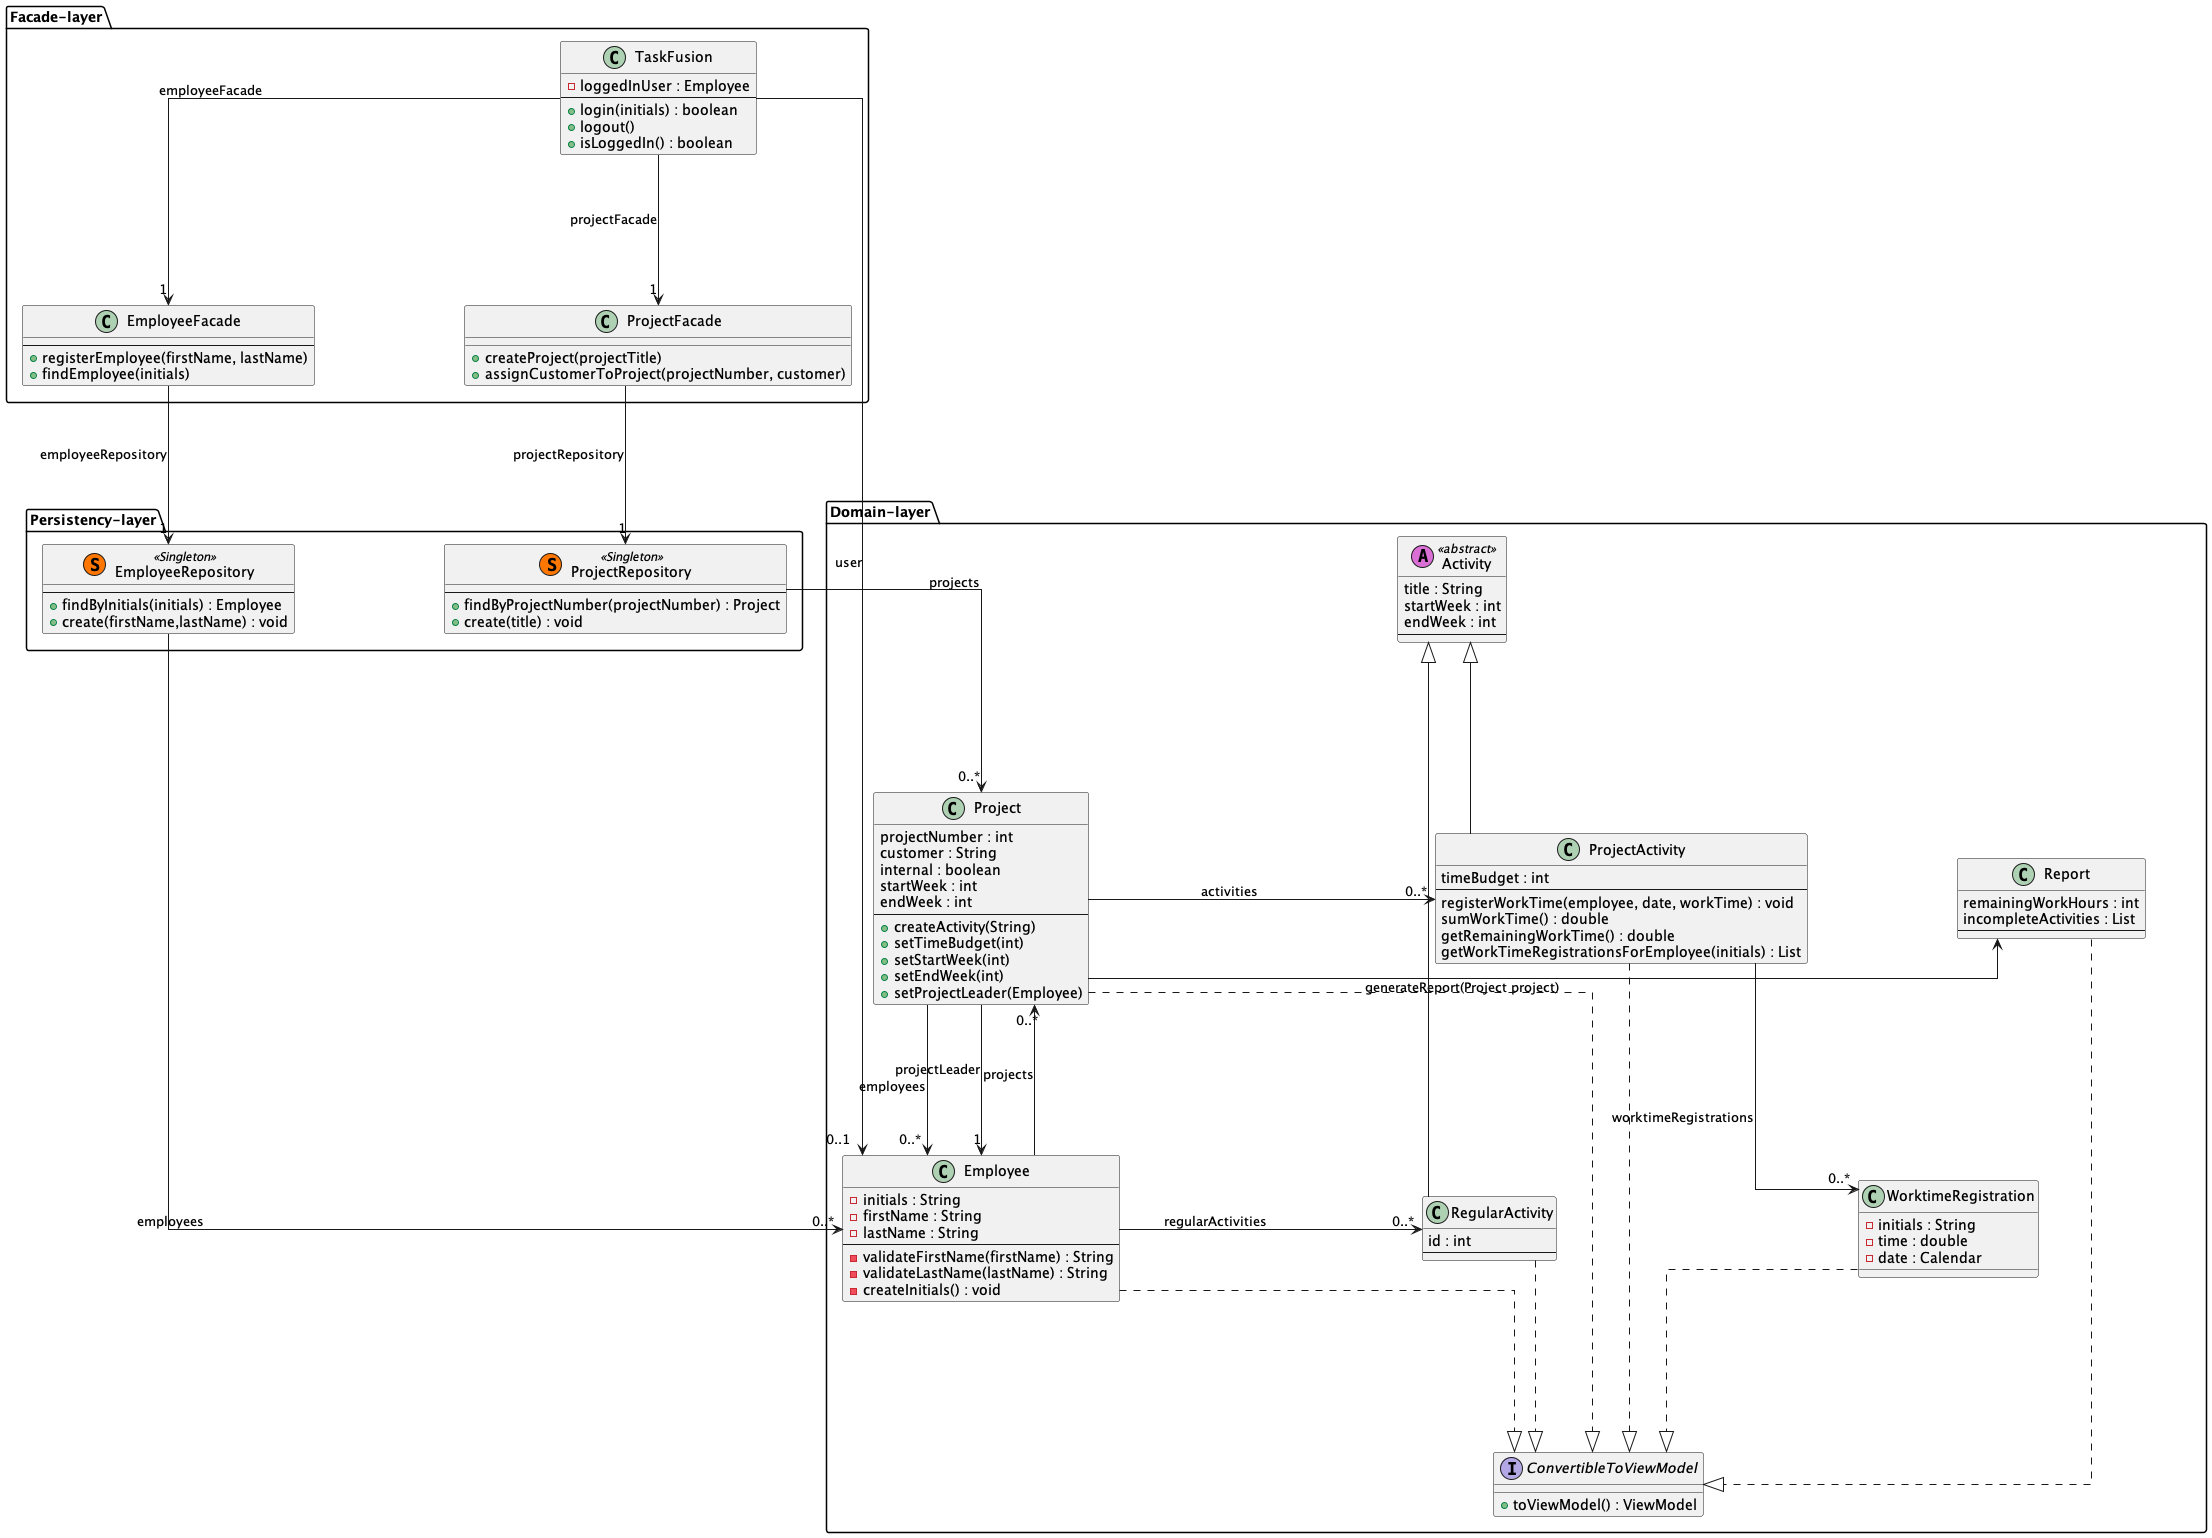 Facade-layer
C TaskFusion
loggedInUser : Employee
login(initials) : boolean
logout()
isLoggedIn() : boolean
employeeFacade
projectFacade
1
1
C EmployeeFacade
registerEmployee(firstName, lastName)
findEmployee(initials)
C ProjectFacade
createProject(projectTitle)
assignCustomerToProject(projectNumber, customer)
employeeRepository
projectRepository
Persistency-layer
1
1
S «Singleton»
EmployeeRepository
findByInitials(initials) : Employee
create(firstName,lastName) : void
S «Singleton»
ProjectRepository
findByProjectNumber(projectNumber) : Project
create(title) : void
Domain-layer
user
projects
A «abstract»
Activity
title : String
startWeek : int
endWeek : int
0..*
C Project
projectNumber : int
customer : String
internal : boolean
startWeek : int
endWeek : int
createActivity(String)
setTimeBudget(int)
setStartWeek(int)
setEndWeek(int)
setProjectLeader(Employee)
activities
0..*
C ProjectActivity
timeBudget : int
registerWorkTime(employee, date, workTime) : void
sumWorkTime() : double
getRemainingWorkTime() : double
getWorkTimeRegistrationsForEmployee(initials) : List
C Report
remainingWorkHours : int
incompleteActivities : List
generateReport(Project project)
0..*
projectLeader
projects
employees
worktimeRegistrations
0..1
0..*
1
0..*
employees
0..*
C Employee
initials : String
firstName : String
lastName : String
validateFirstName(firstName) : String
validateLastName(lastName) : String
createInitials() : void
regularActivities
0..*
C RegularActivity
id : int
C WorktimeRegistration
initials : String
time : double
date : Calendar
I ConvertibleToViewModel
toViewModel() : ViewModel